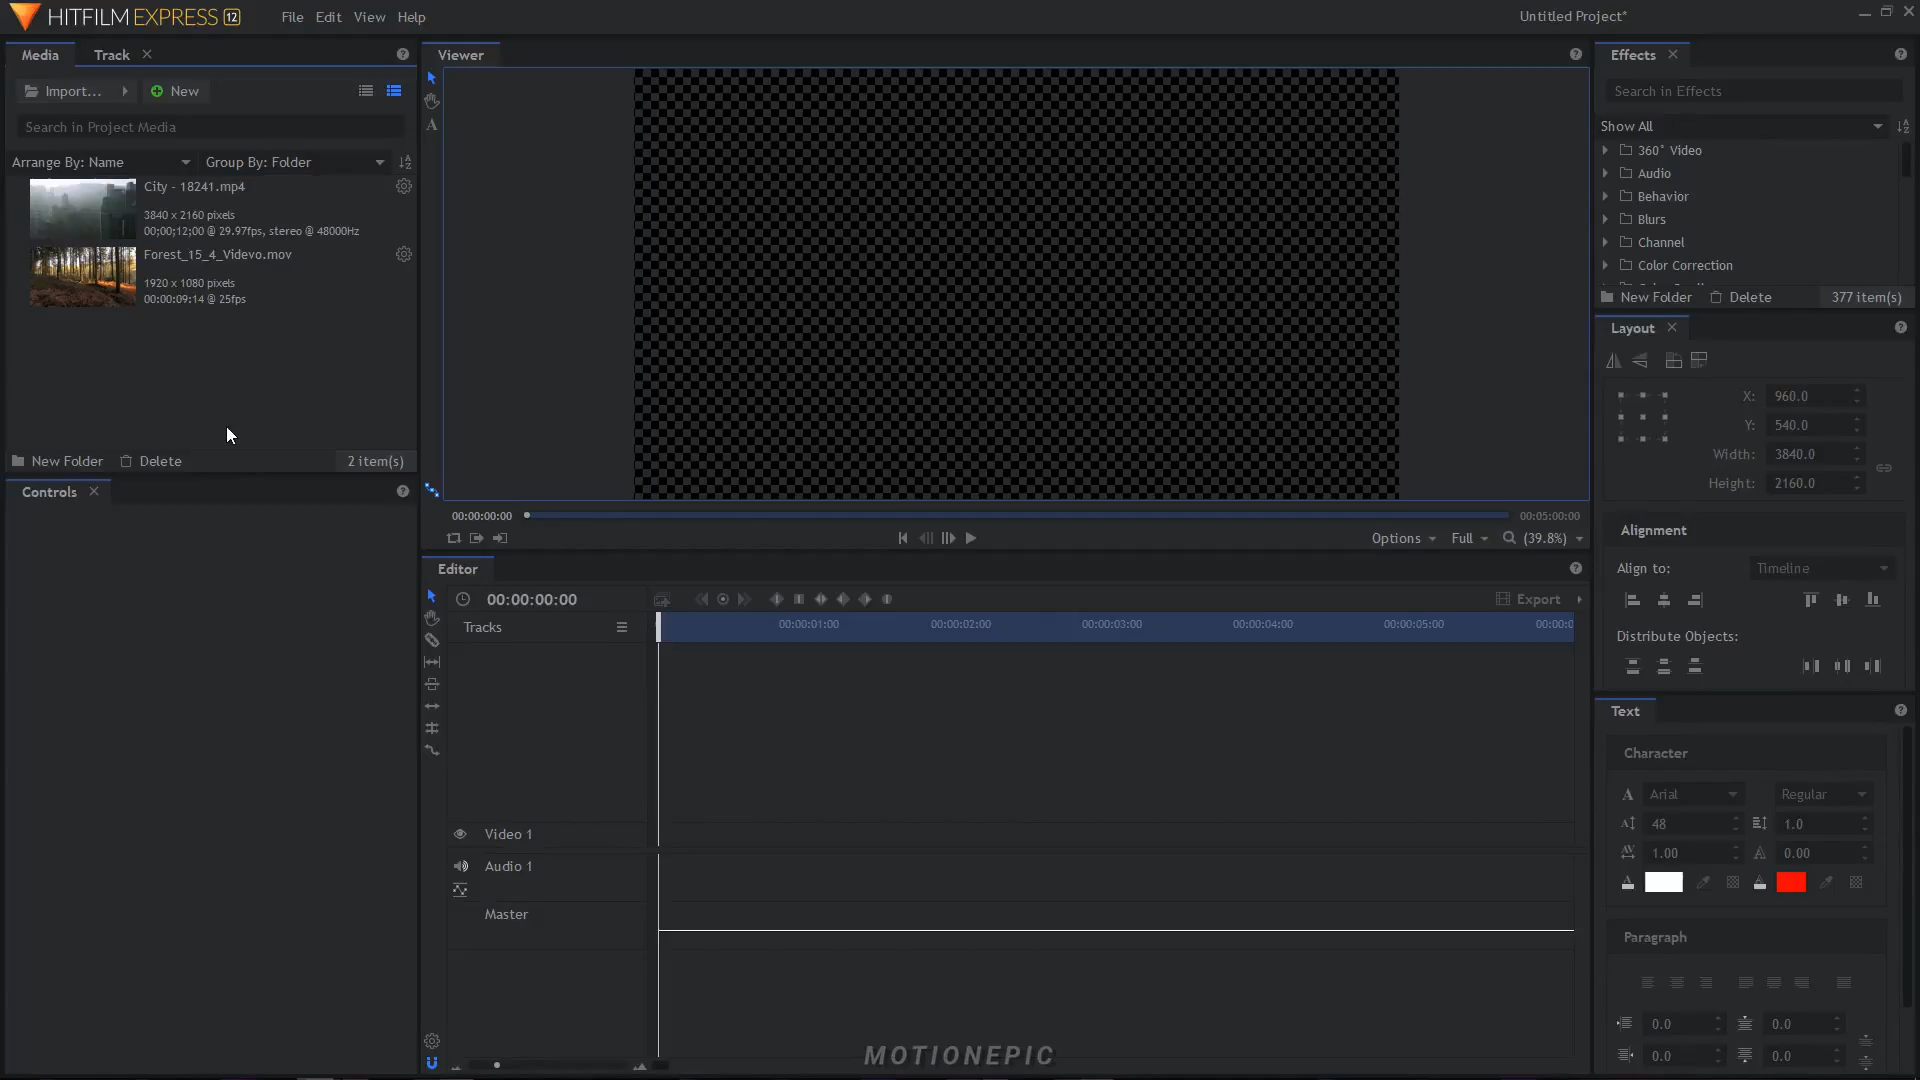 HITFILM EXPRESS 12
File Edit View Help
Untitled Project*
Media Track
Import... New
Search in Project Media
Arrange By: Name Group By: Folder
City - 18241.mp4
3840 x 2160 pixels
00;00;12;00 @ 29.97fps, stereo @ 48000Hz
Forest_15_4_Videvo.mov
1920 x 1080 pixels
00:00:09:14 @ 25fps
New Folder Delete 2 item(s)
Controls
Viewer
A
00:00:00:00 00:05:00:00
Options Full (39.8%)
Editor
00:00:00:00 Export
Tracks 00:00:01:00 00:00:02:00 00:00:03:00 00:00:04:00 00:00:05:00 00:00:0
Video 1
Audio 1
Master
MOTIONEPIC
Effects
Search in Effects
Show All
360° Video
Audio
Behavior
Blurs
Channel
Color Correction
New Folder Delete 377 item(s)
Layout
X: 960.0
Y: 540.0
Width: 3840.0
Height: 2160.0
Alignment
Align to: Timeline
Distribute Objects:
Text
Character
A Arial Regular
48 1.0
1.00 0.00
Paragraph
0.0 0.0
0.0 0.0